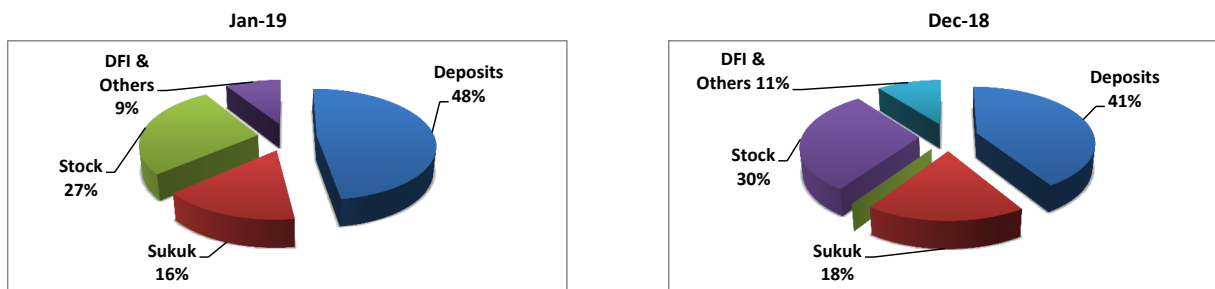 Jan-19
DFI &
Others
9%
Deposits
48%
Stock
27%
Sukuk
16%
Dec-18
DFI &
Others 11%
Deposits
41%
Stock
30%
Sukuk
18%